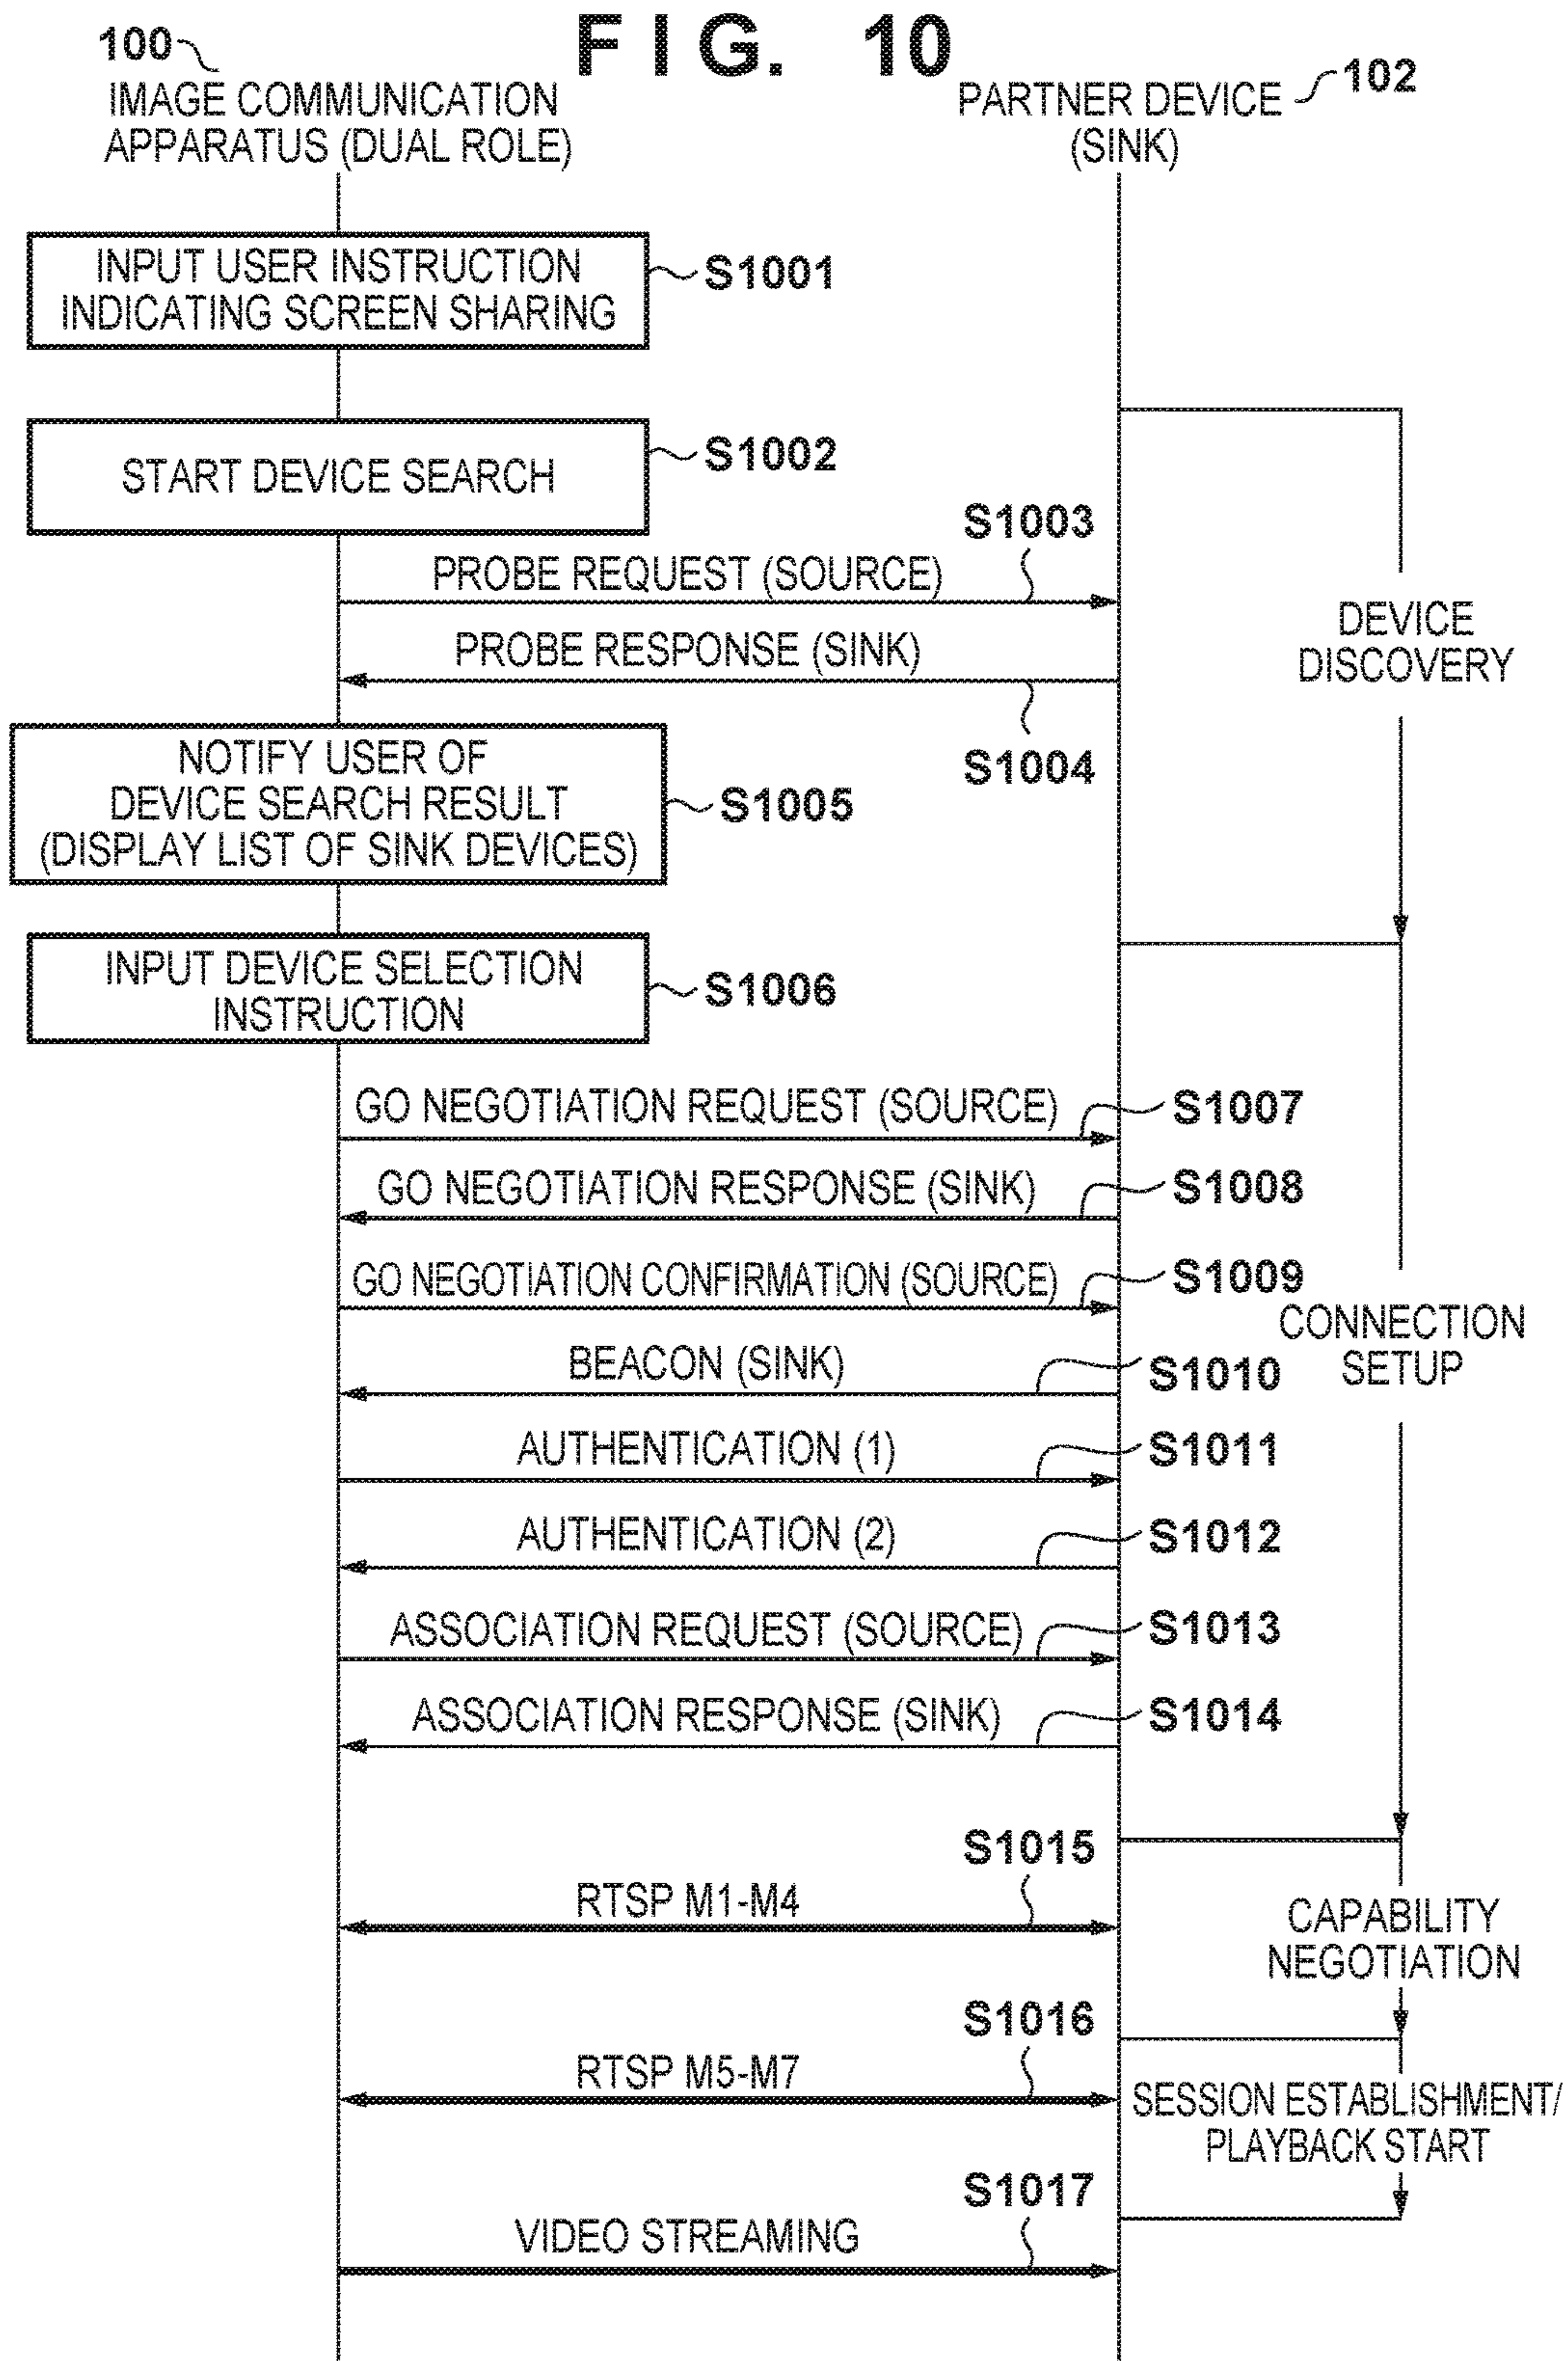 FIG. 10
100
IMAGE COMMUNICATION
APPARATUS (DUAL ROLE)
PARTNER DEVICE
(SINK)
102
INPUT USER INSTRUCTION
INDICATING SCREEN SHARING
S1001
START DEVICE SEARCH
S1002
S1003
PROBE REQUEST (SOURCE)
PROBE RESPONSE (SINK)
S1004
DEVICE
DISCOVERY
NOTIFY USER OF
DEVICE SEARCH RESULT
(DISPLAY LIST OF SINK DEVICES)
S1005
INPUT DEVICE SELECTION
INSTRUCTION
S1006
GO NEGOTIATION REQUEST (SOURCE)
S1007
GO NEGOTIATION RESPONSE (SINK)
S1008
GO NEGOTIATION CONFIRMATION (SOURCE)
S1009
CONNECTION
SETUP
BEACON (SINK)
S1010
AUTHENTICATION (1)
S1011
AUTHENTICATION (2)
S1012
ASSOCIATION REQUEST (SOURCE)
S1013
ASSOCIATION RESPONSE (SINK)
S1014
S1015
RTSP M1-M4
CAPABILITY
NEGOTIATION
S1016
RTSP M5-M7
SESSION ESTABLISHMENT/
PLAYBACK START
S1017
VIDEO STREAMING